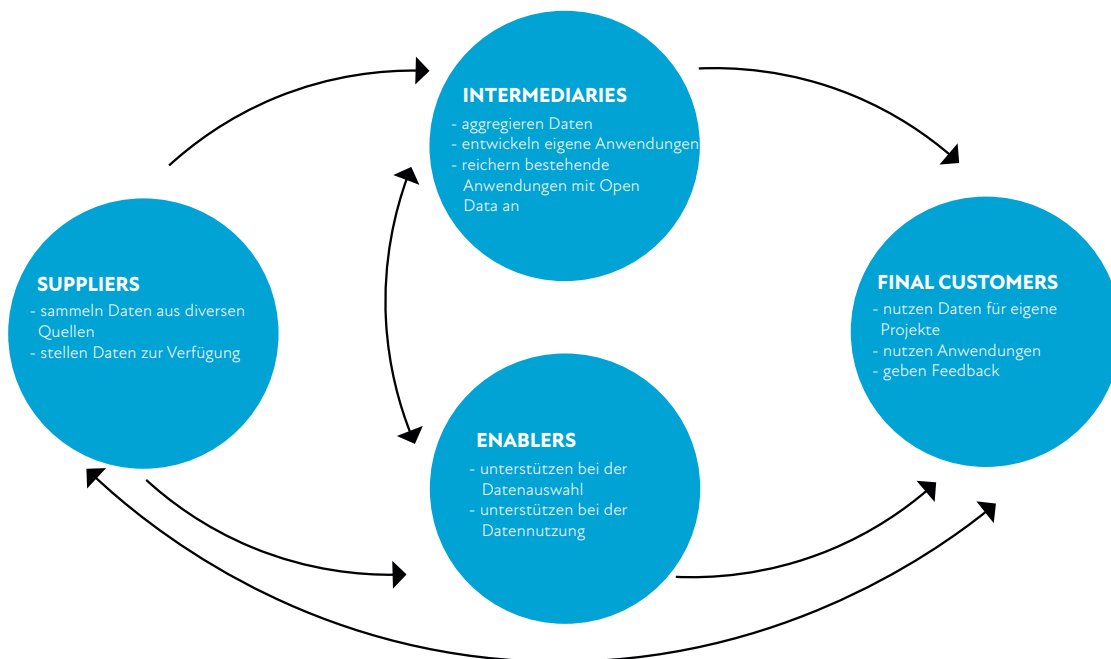 INTERMEDIARIES
- aggregieren Daten
- entwickeln eigene Anwendungen
- reichern bestehende
Anwendungen mit Open
Data an
SUPPLIERS
- sammeln Daten aus diversen
Quellen
- stellen Daten zur Verfügung
FINAL CUSTOMERS
- nutzen Daten für eigene
Projekte
- nutzen Anwendungen
- geben Feedback
ENABLERS
- unterstützen bei der
Datenauswahl
- unterstützen bei der
Datennutzung